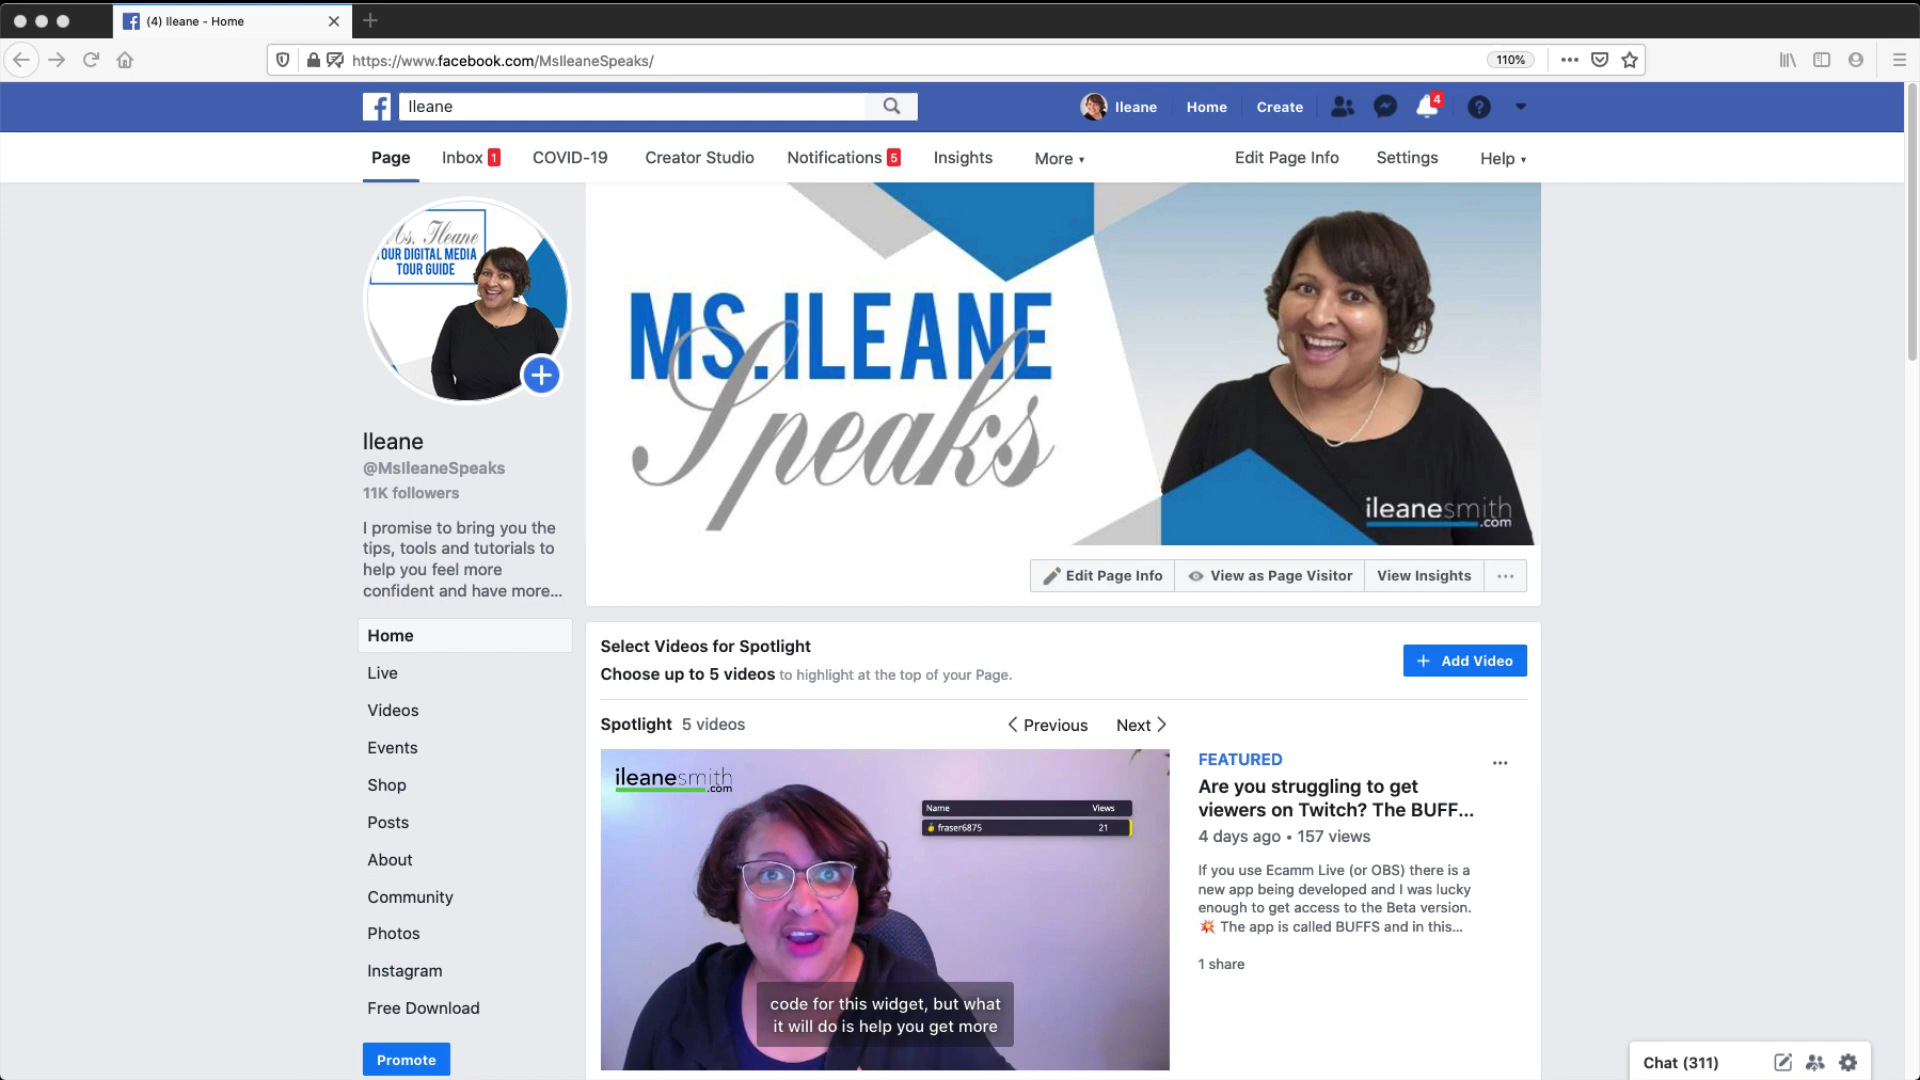 (4) Ileane - Home
https://www.facebook.com/MsIleaneSpeaks/
110%
Ileane
Ileane
Home
Create
4
Page
Inbox 1
COVID-19
Creator Studio
Notifications 5
Insights
More
Edit Page Info
Settings
Help
Ms. Ileane
OUR DIGITAL MEDIA
TOUR GUIDE
MS. ILEANE
Speaks
ileanesmith
.com
Ileane
@MsIleaneSpeaks
11K followers
I promise to bring you the
tips, tools and tutorials to
help you feel more
confident and have more...
Edit Page Info
View as Page Visitor
View Insights
Home
Live
Videos
Events
Shop
Posts
About
Community
Photos
Instagram
Free Download
Promote
Select Videos for Spotlight
Choose up to 5 videos to highlight at the top of your Page.
+ Add Video
Spotlight 5 videos
Previous
Next
ileanesmith
.com
Name Views
fraser6875 21
code for this widget, but what
it will do is help you get more
FEATURED
Are you struggling to get
viewers on Twitch? The BUFF...
4 days ago • 157 views
If you use Ecamm Live (or OBS) there is a
new app being developed and I was lucky
enough to get access to the Beta version.
💥 The app is called BUFFS and in this...
1 share
Chat (311)